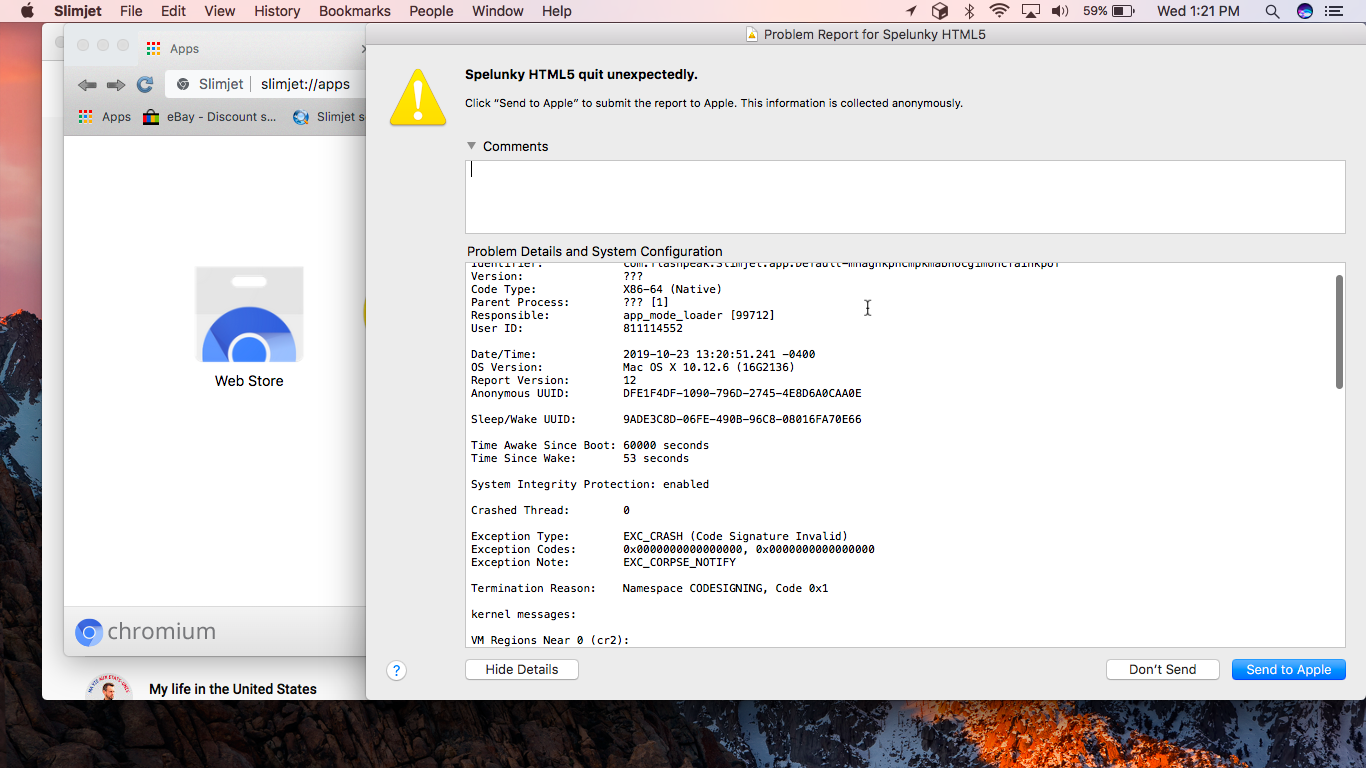 Slimjet File Edit View History Bookmarks People Window Help 59% Wed 1:21 PM
Problem Report for Spelunky HTML5
Apps
Slimjet slimjet://apps
Apps eBay - Discount s... Slimjet s
Web Store
chromium
My life in the United States
Spelunky HTML5 quit unexpectedly.
Click “Send to Apple” to submit the report to Apple. This information is collected anonymously.
Comments
Problem Details and System Configuration
Identifier:
Version: ???
Code Type: X86-64 (Native)
Parent Process: ??? [1]
Responsible: app_mode_loader [99712]
User ID: 811114552
Date/Time: 2019-10-23 13:20:51.241 -0400
OS Version: Mac OS X 10.12.6 (16G2136)
Report Version: 12
Anonymous UUID: DFE1F4DF-1090-796D-2745-4E8D6A0CAA0E
Sleep/Wake UUID: 9ADE3C8D-06FE-490B-96C8-08016FA70E66
Time Awake Since Boot: 60000 seconds
Time Since Wake: 53 seconds
System Integrity Protection: enabled
Crashed Thread: 0
Exception Type: EXC_CRASH (Code Signature Invalid)
Exception Codes: 0x0000000000000000, 0x0000000000000000
Exception Note: EXC_CORPSE_NOTIFY
Termination Reason: Namespace CODESIGNING, Code 0x1
kernel messages:
VM Regions Near 0 (cr2):
? Hide Details Don’t Send Send to Apple